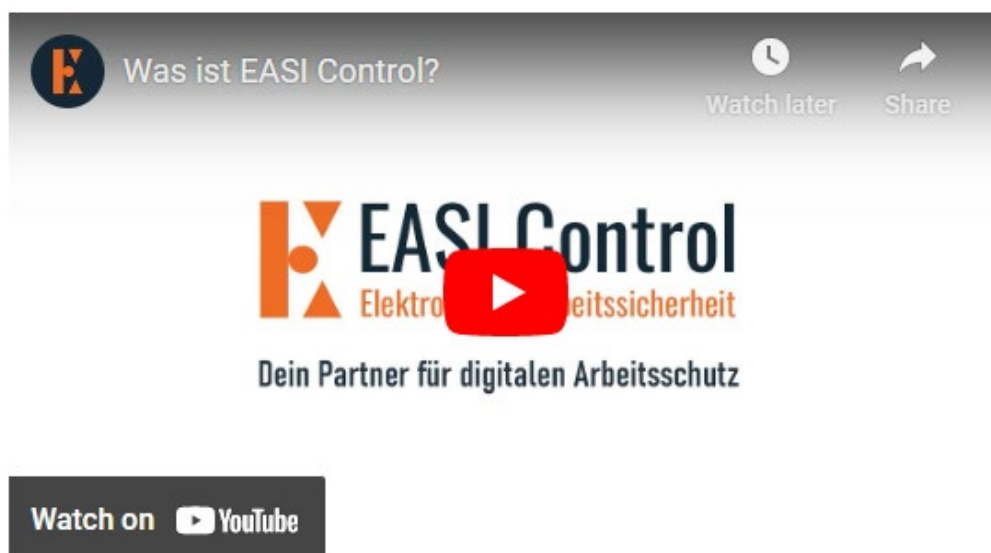 Was ist EASI Control?
Watch later
Share
EASI Control
Dein Partner für digitalen Arbeitsschutz
Watch on YouTube